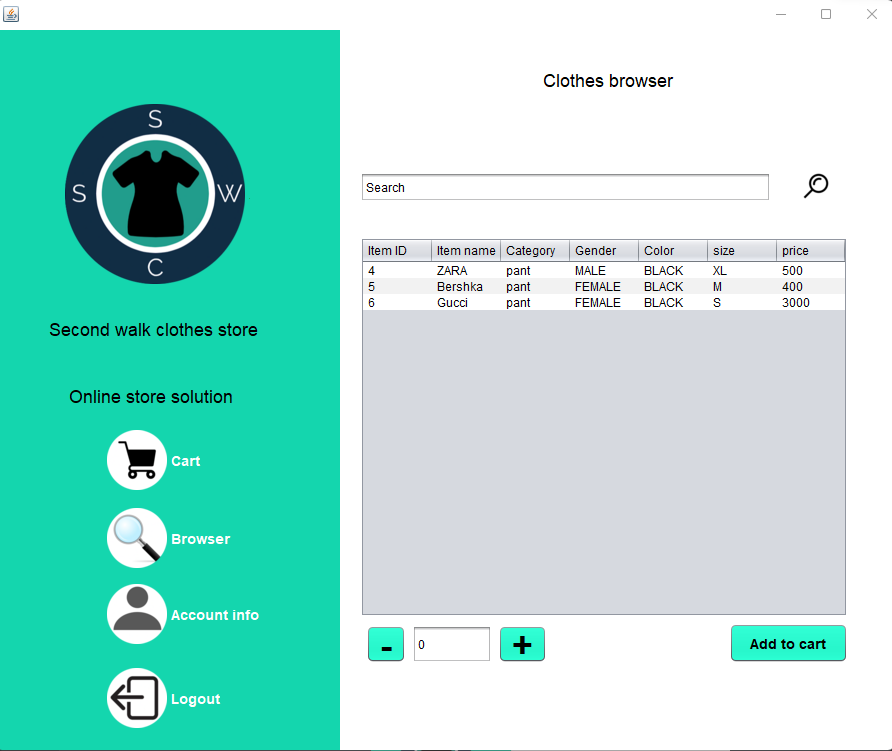 Clothes browser
S
S W
C
Search
Second walk clothes store
Online store solution
Cart
Browser
Account info
Logout
Item ID Item name Category Gender Color size price
4 ZARA pant MALE BLACK XL 500
5 Bershka pant FEMALE BLACK M 400
6 Gucci pant FEMALE BLACK S 3000
- 0 + Add to cart